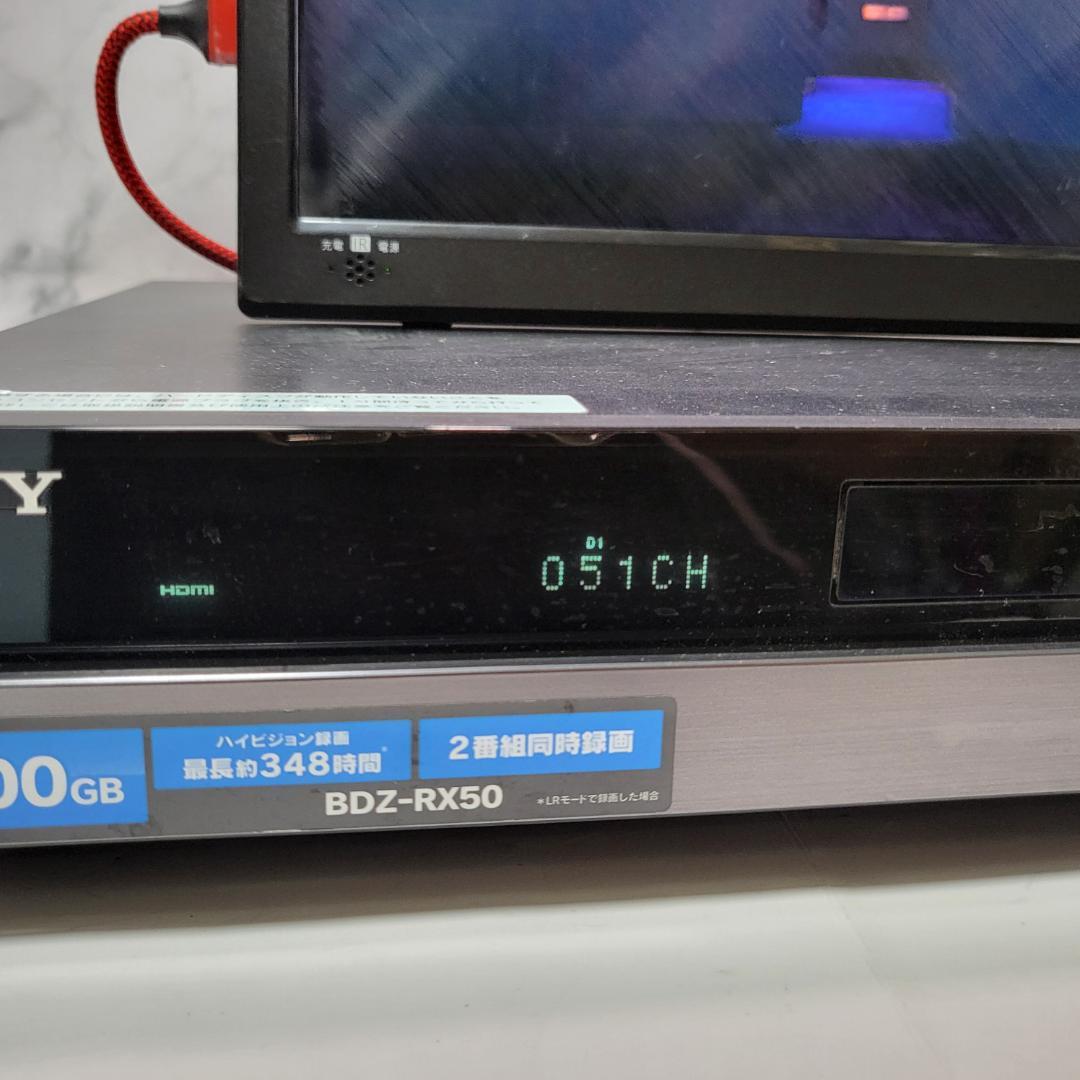 充電 IR 電源
Y
D1
051CH
HDMI
00GB
ハイビジョン録画
最長約348時間*
2番組同時録画
BDZ-RX50
*LRモードで録画した場合